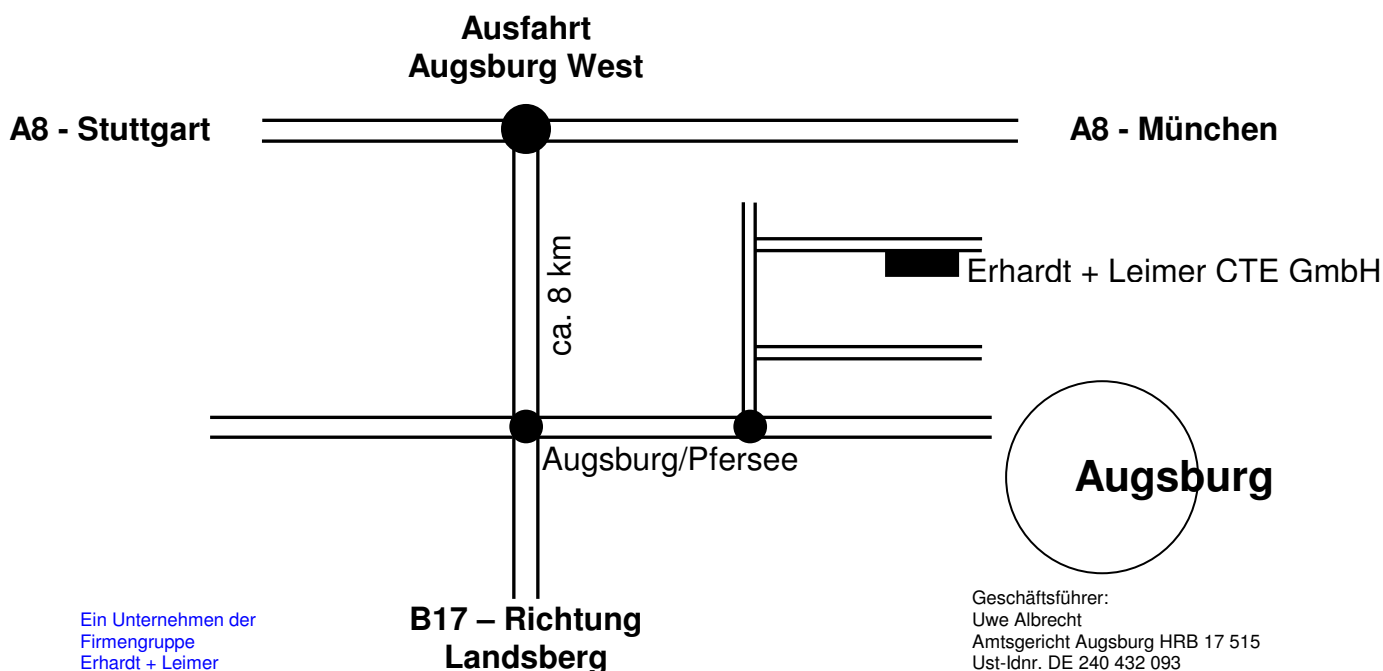 Ausfahrt
Augsburg West
A8 - Stuttgart
A8 - München
ca. 8 km
Erhardt + Leimer CTE GmbH
Augsburg/Pfersee
Augsburg
B17 – Richtung
Landsberg
Ein Unternehmen der
Firmengruppe
Erhardt + Leimer
Geschäftsführer:
Uwe Albrecht
Amtsgericht Augsburg HRB 17 515
Ust-Idnr. DE 240 432 093